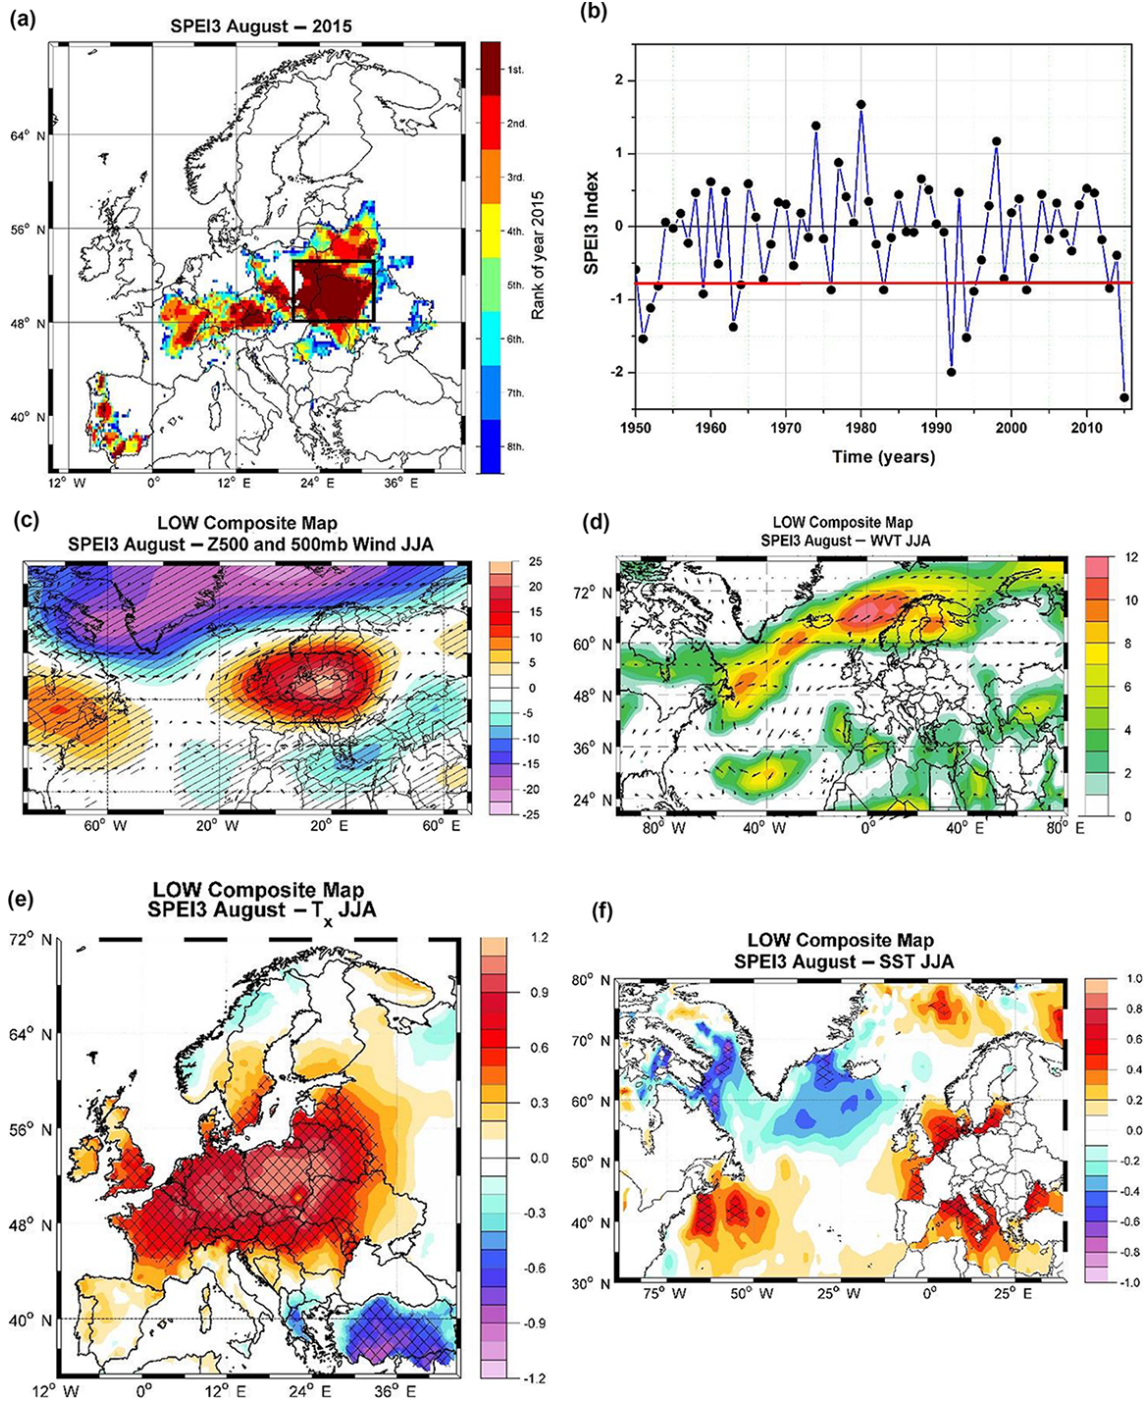 (a)
SPEI3 August – 2015
64° N
56° N
48° N
40° N
12° W 0° 12° E 24° E 36° E
1st.
2nd.
3rd.
4th.
5th.
6th.
7th.
8th.
Rank of year 2015
(b)
SPEI3 Index
2
1
0
-1
-2
1950 1960 1970 1980 1990 2000 2010
Time (years)
(c)
LOW Composite Map
SPEI3 August – Z500 and 500mb Wind JJA
60° W 20° W 20° E 60° E
25
20
15
10
5
0
-5
-10
-15
-20
-25
(d)
LOW Composite Map
SPEI3 August – WVT JJA
72° N
60° N
48° N
36° N
24° N
80° W 40° W 0° 40° E 80° E
12
10
8
6
4
2
0
(e)
LOW Composite Map
SPEI3 August – Tx JJA
72° N
64° N
56° N
48° N
40° N
12° W 0° 12° E 24° E 36° E
1.2
0.9
0.6
0.3
0.0
-0.3
-0.6
-0.9
-1.2
(f)
LOW Composite Map
SPEI3 August – SST JJA
80° N
70° N
60° N
50° N
40° N
30° N
75° W 50° W 25° W 0° 25° E
1.0
0.8
0.6
0.4
0.2
0.0
-0.2
-0.4
-0.6
-0.8
-1.0